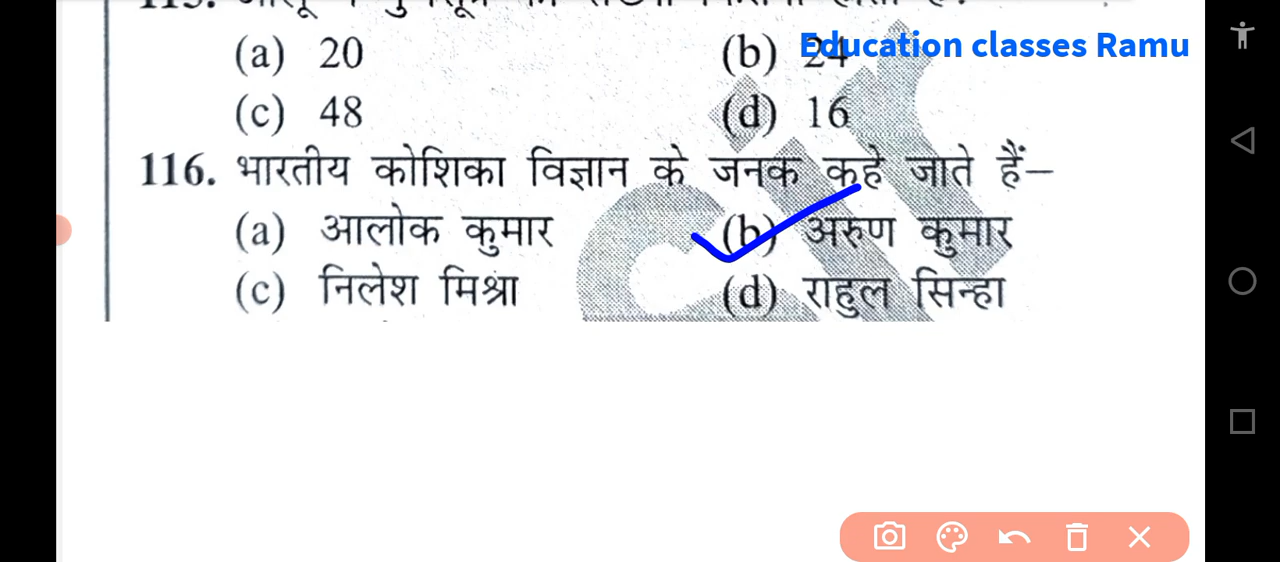 Education classes Ramu
(a) 20 (b) 24
(c) 48 (d) 16
116. भारतीय कोशिका विज्ञान के जनक कहे जाते हैं–
(a) आलोक कुमार (b) अरुण कुमार
(c) निलेश मिश्रा (d) राहुल सिन्हा